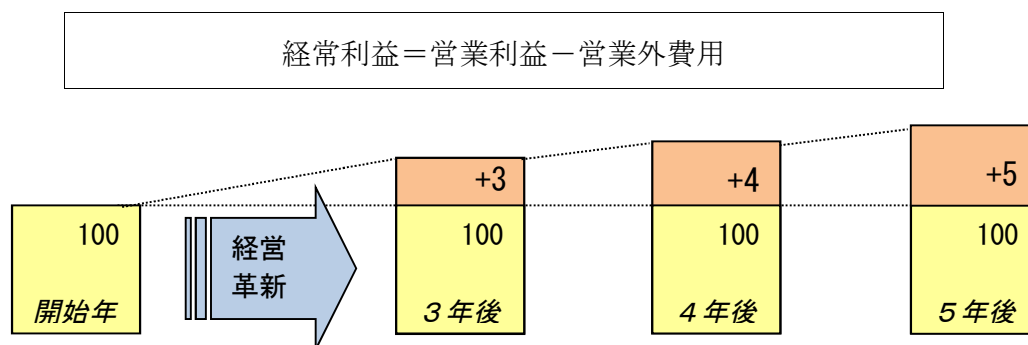 経常利益＝営業利益－営業外費用
+3
+4
+5
100
経営
革新
100
100
100
開始年
３年後
４年後
５年後